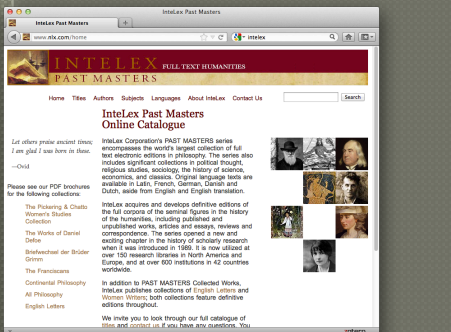 InteLex Past Masters
InteLex Past Masters
www.nlx.com/home
intelex
INTELEX FULL TEXT HUMANITIES
PAST MASTERS
Home Titles Authors Subjects Languages About InteLex Contact Us
Search
InteLex Past Masters
Online Catalogue
Let others praise ancient times;
I am glad I was born in these.
—Ovid
Please see our PDF brochures
for the following collections:
The Pickering & Chatto
Women's Studies
Collection
The Works of Daniel
Defoe
Briefwechsel der Brüder
Grimm
The Franciscans
Continental Philosophy
All Philosophy
English Letters
InteLex Corporation's PAST MASTERS series
encompasses the world's largest collection of full
text electronic editions in philosophy. The series also
includes significant collections in political thought,
religious studies, sociology, the history of science,
economics, and classics. Original language texts are
available in Latin, French, German, Danish and
Dutch, aside from English and English translation.
InteLex acquires and develops definitive editions of
the full corpora of the seminal figures in the history
of the humanities, including published and
unpublished works, articles and essays, reviews and
correspondence. The series opened a new and
exciting chapter in the history of scholarly research
when it was introduced in 1989. It is now utilized at
over 150 research libraries in North America and
Europe, and at over 600 institutions in 42 countries
worldwide.
In addition to PAST MASTERS Collected Works,
InteLex publishes collections of English Letters and
Women Writers; both collections feature definitive
editions throughout.
We invite you to look through our full catalogue of
titles and contact us if you have any questions. You